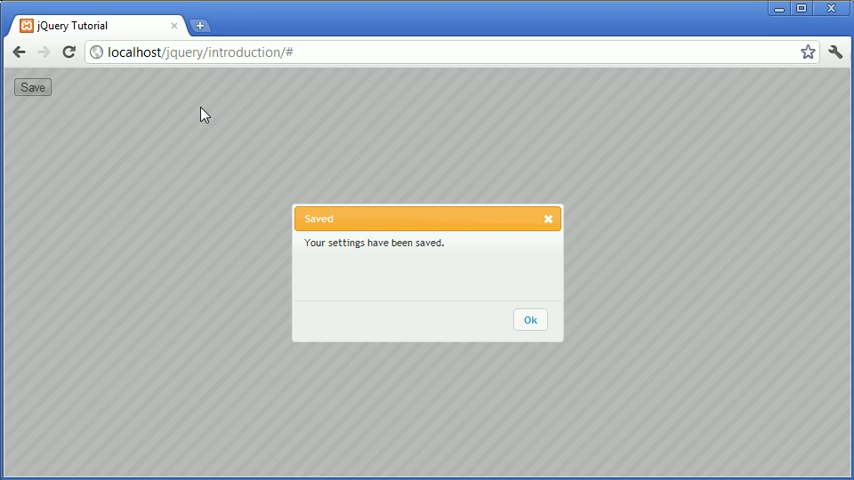 jQuery Tutorial
localhost/jquery/introduction/#
Save
Saved
Your settings have been saved.
Ok